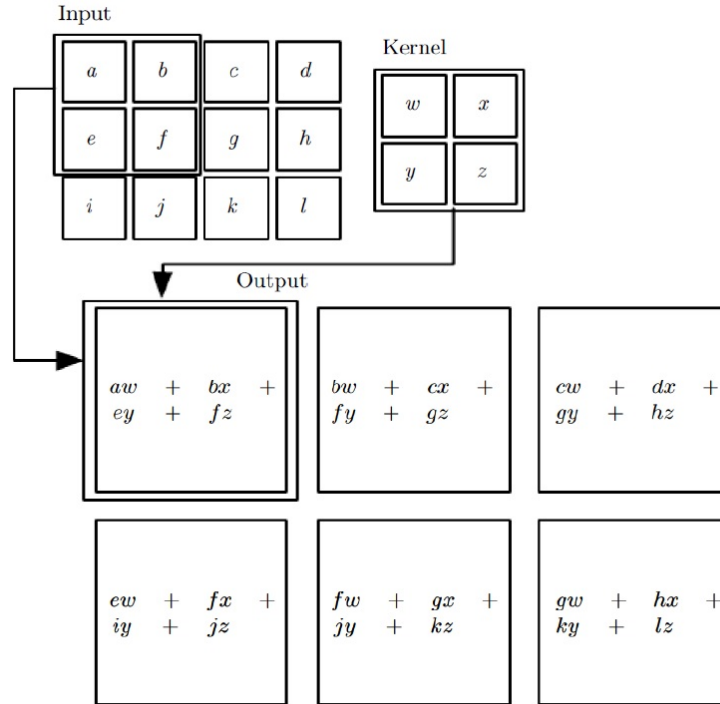 Input
a b c d
Kernel
w x
e f g h
y z
i j k l
Output
aw + bx +
ey + fz
bw + cx +
fy + gz
cw + dx +
gy + hz
ew + fx +
iy + jz
fw + gx +
jy + kz
gw + hx +
ky + lz